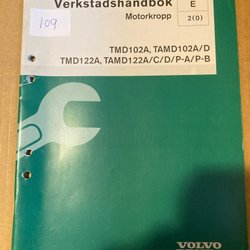 Verkstadshandbok
Motorkropp
E
2(0)
109
TMD102A, TAMD102A/D
TMD122A, TAMD122A/C/D/P-A/P-B
VOLVO